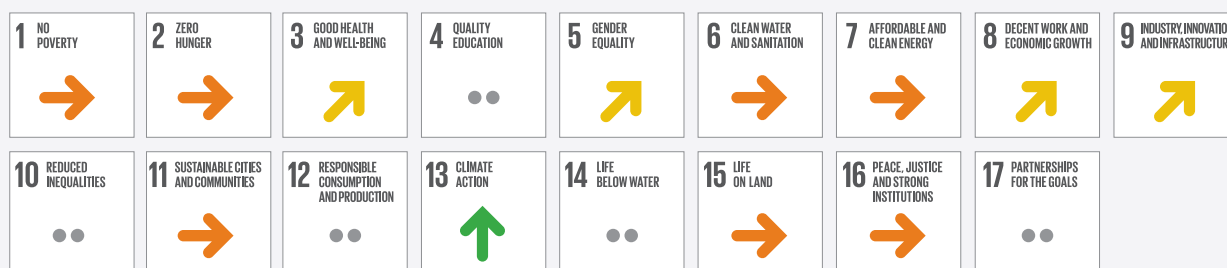 1 NO POVERTY
2 ZERO HUNGER
3 GOOD HEALTH AND WELL-BEING
4 QUALITY EDUCATION
5 GENDER EQUALITY
6 CLEAN WATER AND SANITATION
7 AFFORDABLE AND CLEAN ENERGY
8 DECENT WORK AND ECONOMIC GROWTH
9 INDUSTRY, INNOVATIO AND INFRASTRUCTUR
10 REDUCED INEQUALITIES
11 SUSTAINABLE CITIES AND COMMUNITIES
12 RESPONSIBLE CONSUMPTION AND PRODUCTION
13 CLIMATE ACTION
14 LIFE BELOW WATER
15 LIFE ON LAND
16 PEACE, JUSTICE AND STRONG INSTITUTIONS
17 PARTNERSHIPS FOR THE GOALS